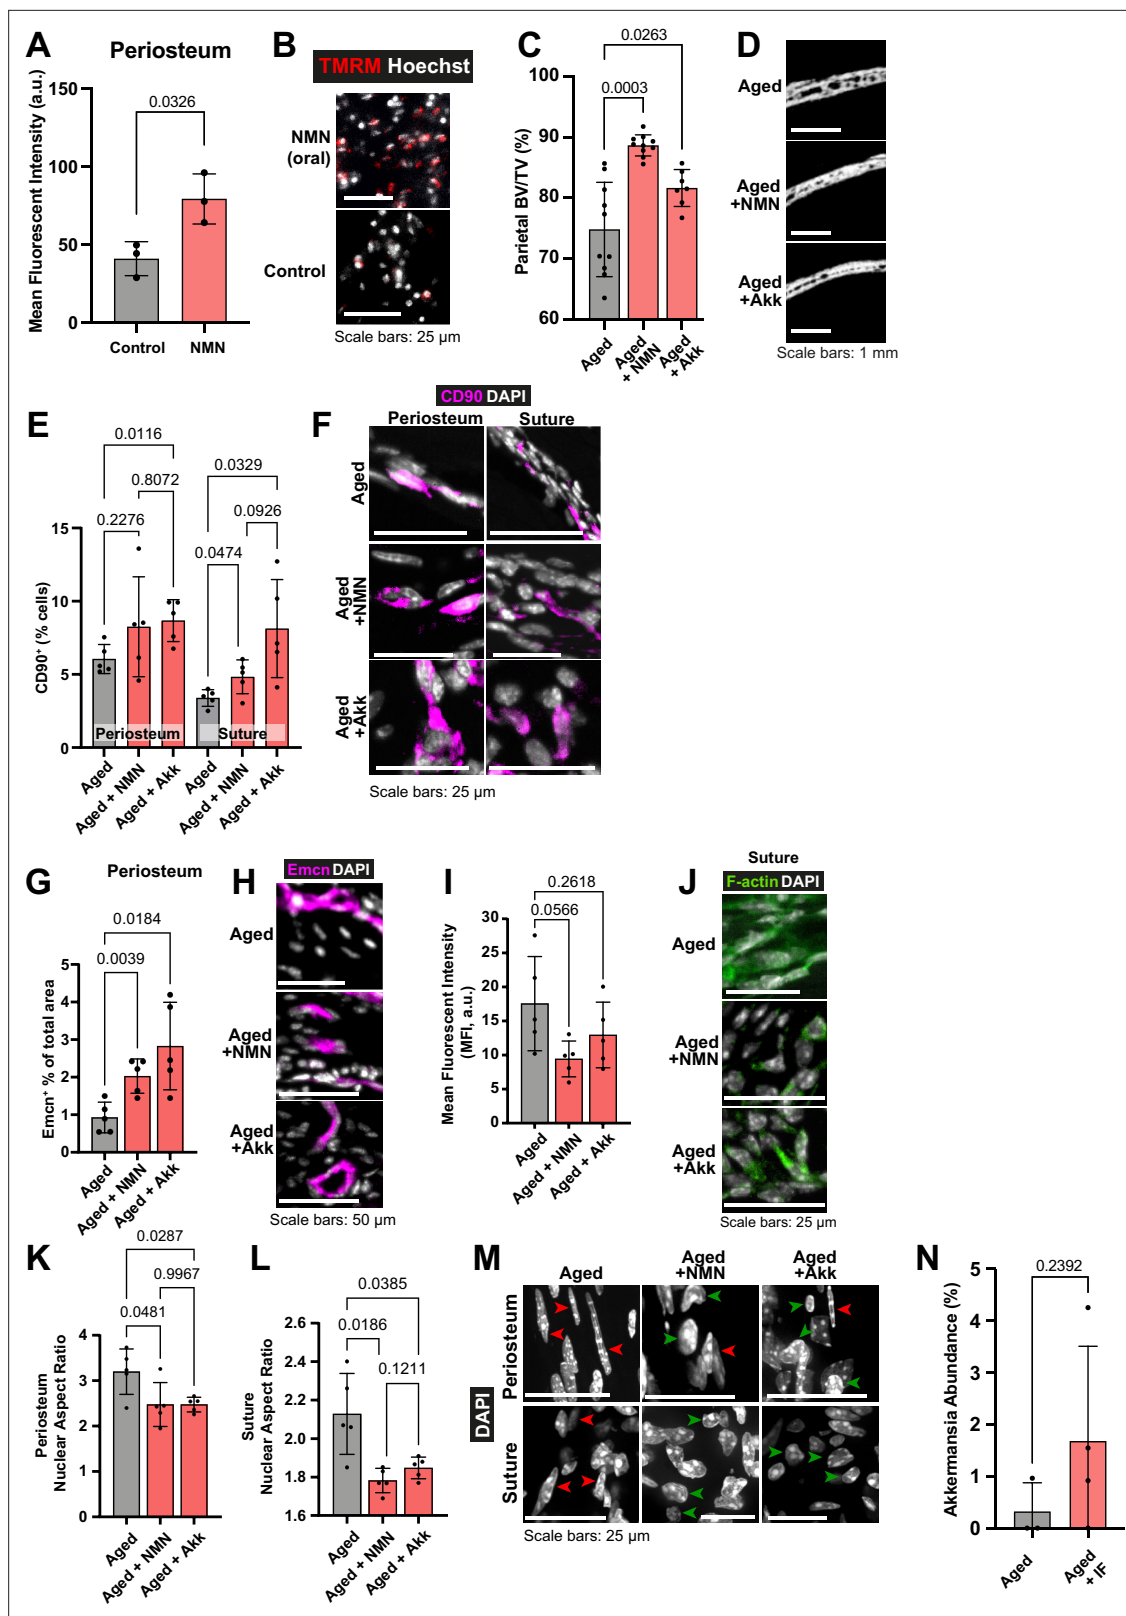 A
Periosteum
Mean Fluorescent Intensity (a.u.)
150
100
50
0
0.0326
Control
NMN
B
TMRM Hoechst
NMN
(oral)
Control
Scale bars: 25 µm
C
Parietal BV/TV (%)
100
90
80
70
60
0.0263
0.0003
Aged
Aged
+ NMN
Aged
+ Akk
D
Aged
Aged
+NMN
Aged
+Akk
Scale bars: 1 mm
E
CD90⁺ (% cells)
15
10
5
0
0.0116
0.8072
0.2276
0.0329
0.0926
0.0474
Periosteum
Suture
Aged
Aged + NMN
Aged + Akk
Aged
Aged + NMN
Aged + Akk
F
CD90 DAPI
Periosteum
Suture
Aged
Aged
+NMN
Aged
+Akk
Scale bars: 25 µm
G
Periosteum
Emcn⁺ % of total area
5
4
3
2
1
0
0.0184
0.0039
Aged
Aged + NMN
Aged + Akk
H
Emcn DAPI
Aged
Aged
+NMN
Aged
+Akk
Scale bars: 50 µm
I
Mean Fluorescent Intensity
(MFI, a.u.)
30
25
20
15
10
5
0
0.2618
0.0566
Aged
Aged + NMN
Aged + Akk
J
Suture
F-actin DAPI
Aged
Aged
+NMN
Aged
+Akk
Scale bars: 25 µm
K
Periosteum
Nuclear Aspect Ratio
4
3
2
1
0
0.0287
0.9967
0.0481
Aged
Aged + NMN
Aged + Akk
L
Suture
Nuclear Aspect Ratio
2.6
2.4
2.2
2.0
1.8
1.6
0.0385
0.0186
0.1211
Aged
Aged + NMN
Aged + Akk
M
Aged
Aged
+NMN
Aged
+Akk
DAPI
Periosteum
Suture
Scale bars: 25 µm
N
Akkermansia Abundance (%)
5
4
3
2
1
0
0.2392
Aged
Aged
+ IF